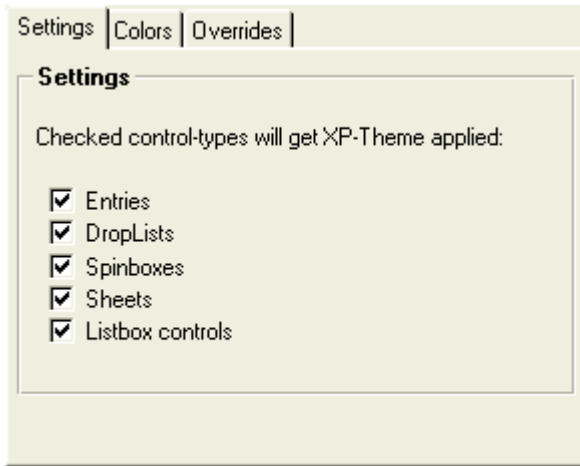 Settings Colors Overrides
Settings
Checked control-types will get XP-Theme applied:
Entries
DropLists
Spinboxes
Sheets
Listbox controls